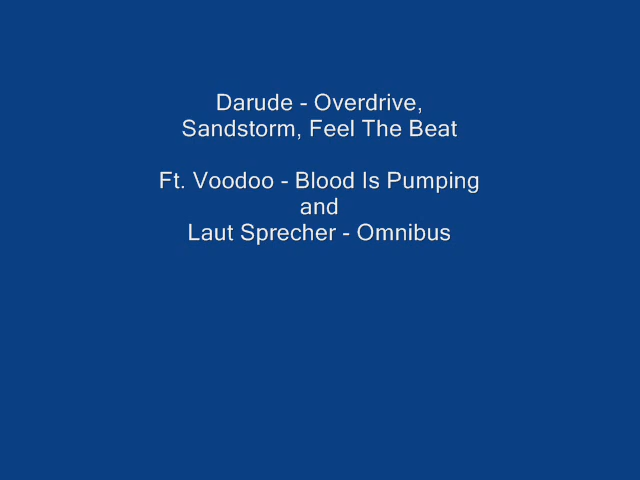 Darude - Overdrive,
Sandstorm, Feel The Beat
Ft. Voodoo - Blood Is Pumping
and
Laut Sprecher - Omnibus